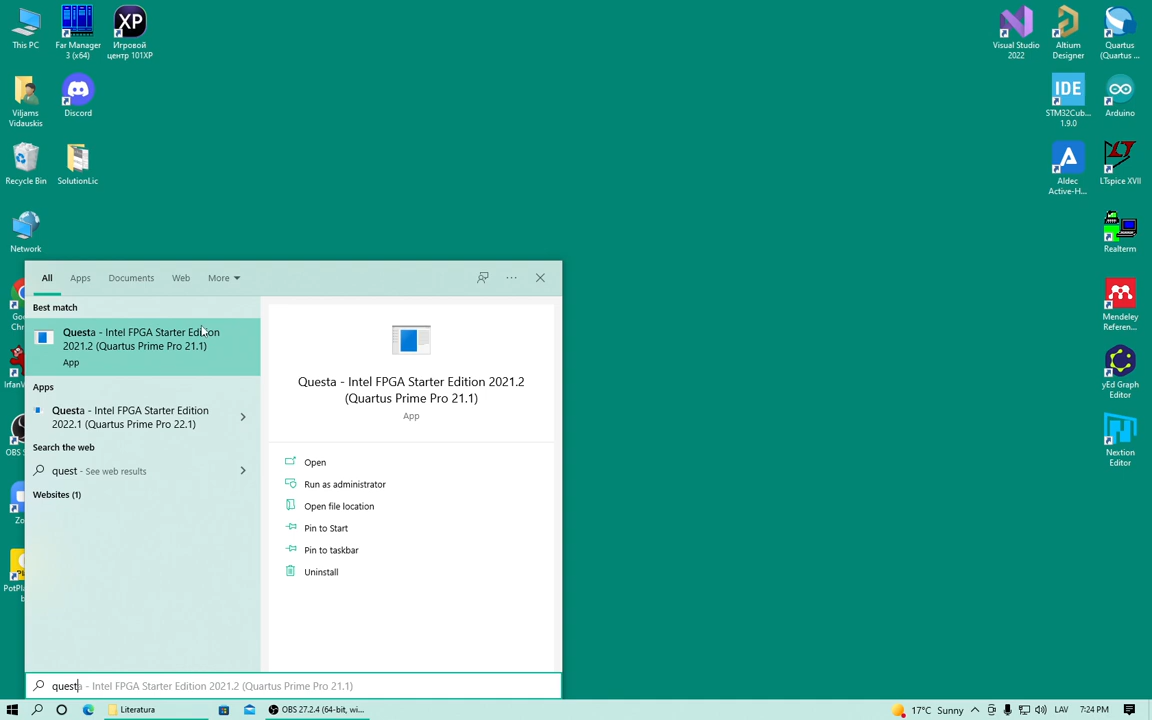 This PC
Far Manager
3 (x64)
XP
Игровой
центр 101XP
Visual Studio
2022
Altium
Designer
Quartus
(Quartus ...
Viljams
Vidauskis
Discord
IDE
STM32Cub...
1.9.0
Arduino
Recycle Bin
SolutionLic
Aldec
Active-H...
LTspice XVII
Network
Realterm
All
Apps
Documents
Web
More
Best match
Questa - Intel FPGA Starter Edition
2021.2 (Quartus Prime Pro 21.1)
App
Apps
Questa - Intel FPGA Starter Edition
2022.1 (Quartus Prime Pro 22.1)
Search the web
quest - See web results
Websites (1)
Questa - Intel FPGA Starter Edition 2021.2
(Quartus Prime Pro 21.1)
App
Open
Run as administrator
Open file location
Pin to Start
Pin to taskbar
Uninstall
Mendeley
Referen...
yEd Graph
Editor
Nextion
Editor
questa - Intel FPGA Starter Edition 2021.2 (Quartus Prime Pro 21.1)
Literatura
OBS 27.2.4 (64-bit, wi...
17°C Sunny
LAV
7:24 PM